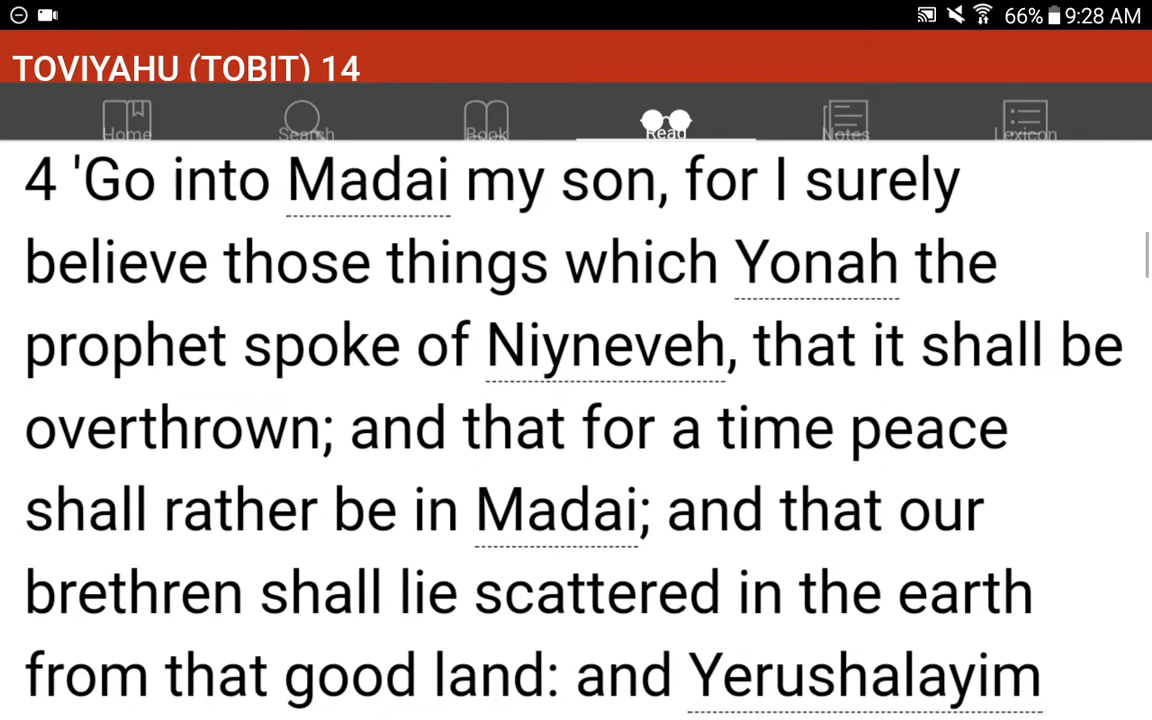 66% 9:28 AM
TOVIYAHU (TOBIT) 14
Home Search Book Read Notes Lexicon
4 'Go into Madai my son, for I surely
believe those things which Yonah the
prophet spoke of Niyneveh, that it shall be
overthrown; and that for a time peace
shall rather be in Madai; and that our
brethren shall lie scattered in the earth
from that good land: and Yerushalayim